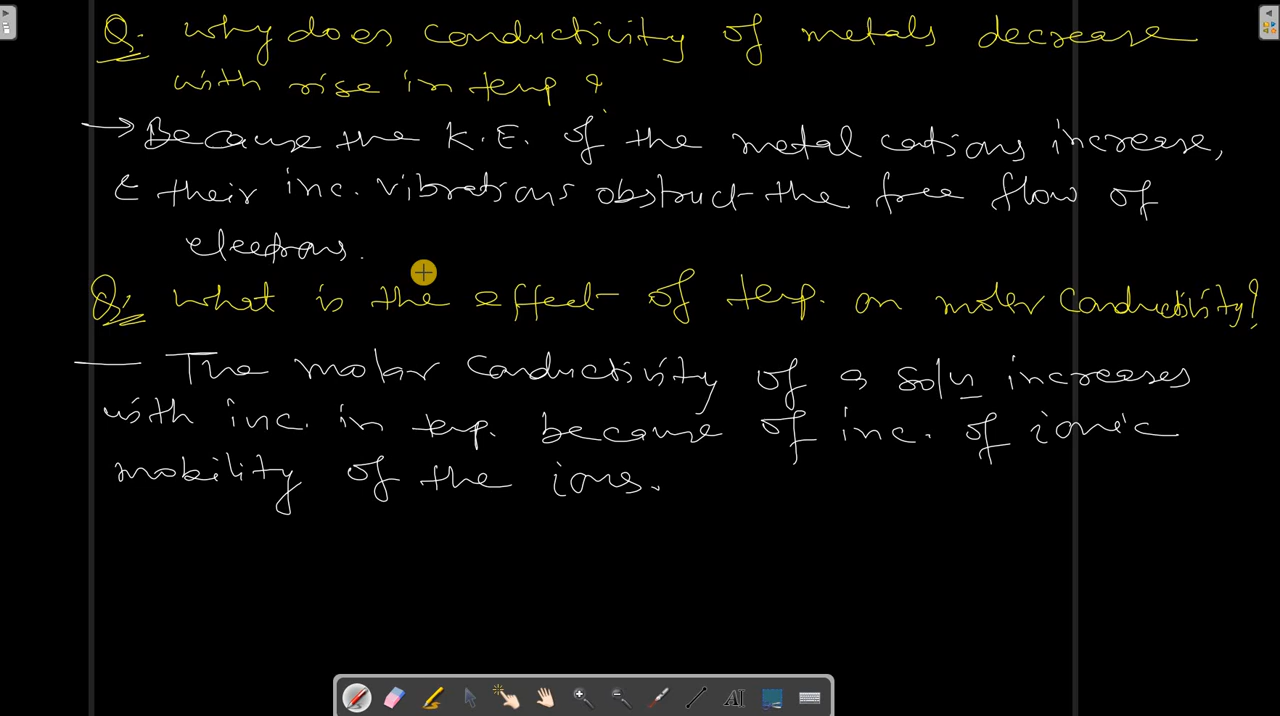 Q. why does conductivity of metals decrease
with rise in temp ?
→ Because the K.E. of the metal cations increase,
& their inc. vibrations obstruct the free flow of
electrons.
Q. what is the effect of temp. on molar conductivity?
— The molar conductivity of a soln increases
with inc. in temp. because of inc. of ionic
mobility of the ions.
AI